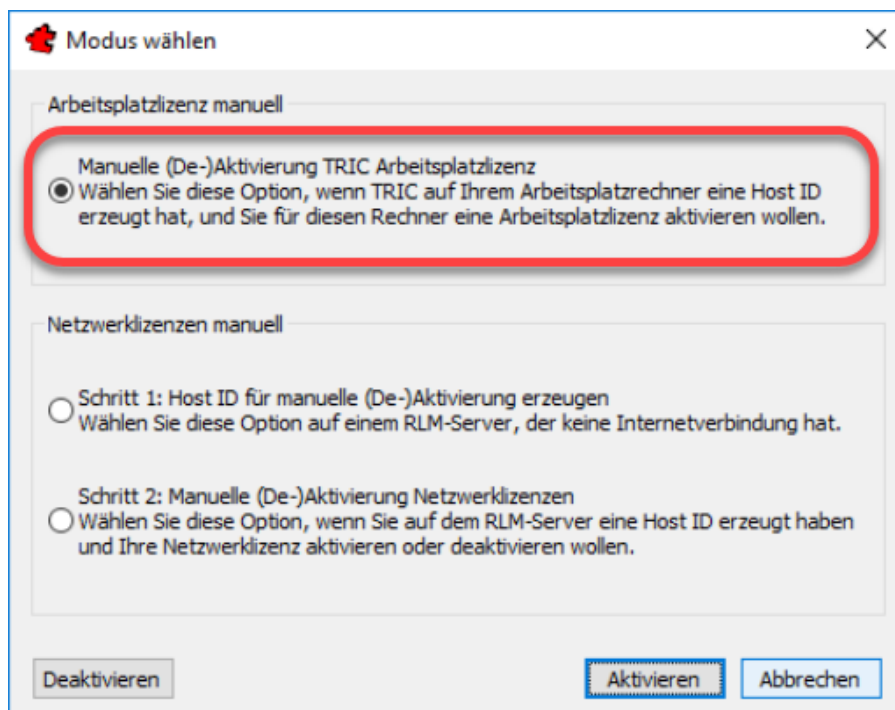 Modus wählen
Arbeitsplatzlizenz manuell
Manuelle (De-)Aktivierung TRIC Arbeitsplatzlizenz
Wählen Sie diese Option, wenn TRIC auf Ihrem Arbeitsplatzrechner eine Host ID
erzeugt hat, und Sie für diesen Rechner eine Arbeitsplatzlizenz aktivieren wollen.
Netzwerklizenzen manuell
Schritt 1: Host ID für manuelle (De-)Aktivierung erzeugen
Wählen Sie diese Option auf einem RLM-Server, der keine Internetverbindung hat.
Schritt 2: Manuelle (De-)Aktivierung Netzwerklizenzen
Wählen Sie diese Option, wenn Sie auf dem RLM-Server eine Host ID erzeugt haben
und Ihre Netzwerklizenz aktivieren oder deaktivieren wollen.
Deaktivieren Aktivieren Abbrechen